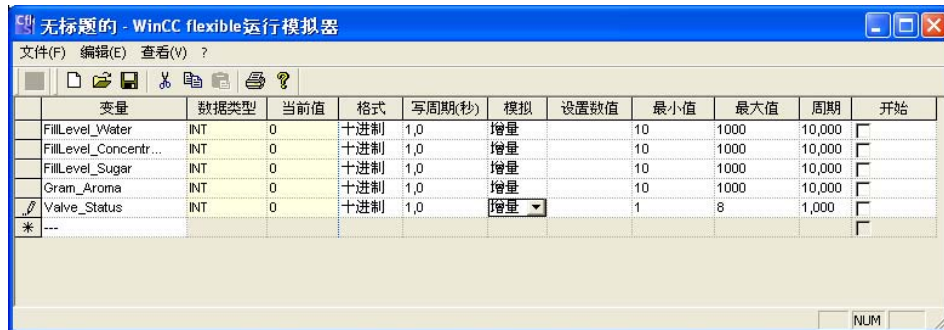 无标题的 - WinCC flexible运行模拟器
文件(F) 编辑(E) 查看(V) ?
变量 数据类型 当前值 格式 写周期(秒) 模拟 设置数值 最小值 最大值 周期 开始
FillLevel_Water INT 0 十进制 1,0 增量 10 1000 10,000
FillLevel_Concentr... INT 0 十进制 1,0 增量 10 1000 10,000
FillLevel_Sugar INT 0 十进制 1,0 增量 10 1000 10,000
Gram_Aroma INT 0 十进制 1,0 增量 10 1000 10,000
Valve_Status INT 0 十进制 1,0 增量 1 8 1,000
---
NUM